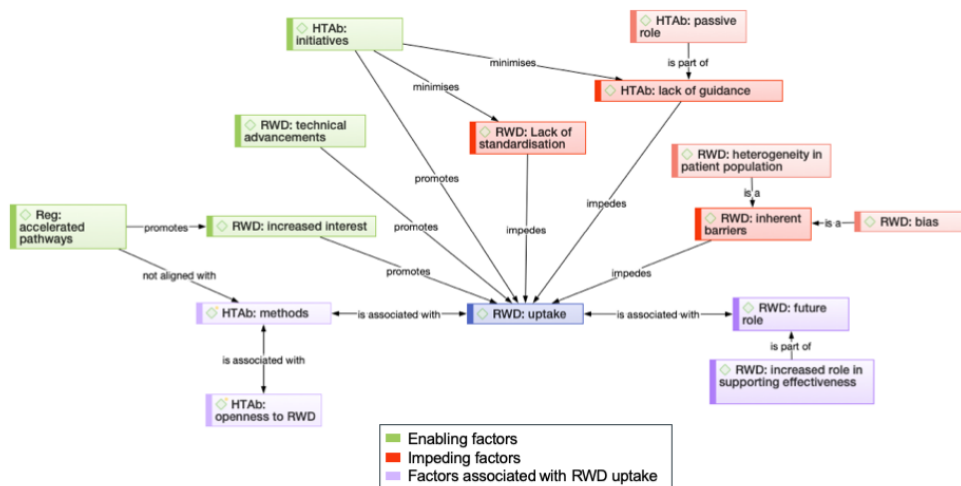 HTAb:
initiatives
HTAb: passive role
minimises
is part of
minimises
HTAb: lack of guidance
RWD: technical
advancements
RWD: Lack of
standardisation
RWD: heterogeneity in
patient population
promotes
is a
impedes
Reg:
accelerated
pathways
promotes
RWD: increased interest
promotes
impedes
RWD: inherent
barriers
is a
RWD: bias
not aligned with
promotes
impedes
HTAb: methods
is associated with
RWD: uptake
is associated with
RWD: future
role
is associated with
is part of
RWD: increased role in
supporting effectiveness
HTAb:
openness to RWD
Enabling factors
Impeding factors
Factors associated with RWD uptake